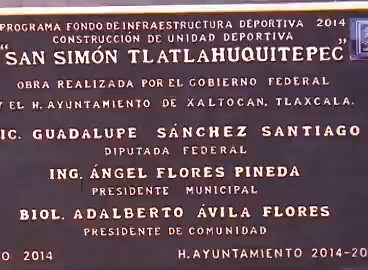 PROGRAMA FONDO DE INFRAESTRUCTURA DEPORTIVA 2014
CONSTRUCCIÓN DE UNIDAD DEPORTIVA
"SAN SIMÓN TLATLAHUQUITEPEC"
OBRA REALIZADA POR EL GOBIERNO FEDERAL
Y EL H. AYUNTAMIENTO DE XALTOCAN, TLAXCALA.
IC. GUADALUPE SÁNCHEZ SANTIAGO
DIPUTADA FEDERAL
ING. ÁNGEL FLORES PINEDA
PRESIDENTE MUNICIPAL
BIOL. ADALBERTO ÁVILA FLORES
PRESIDENTE DE COMUNIDAD
O 2014 H. AYUNTAMIENTO 2014-20